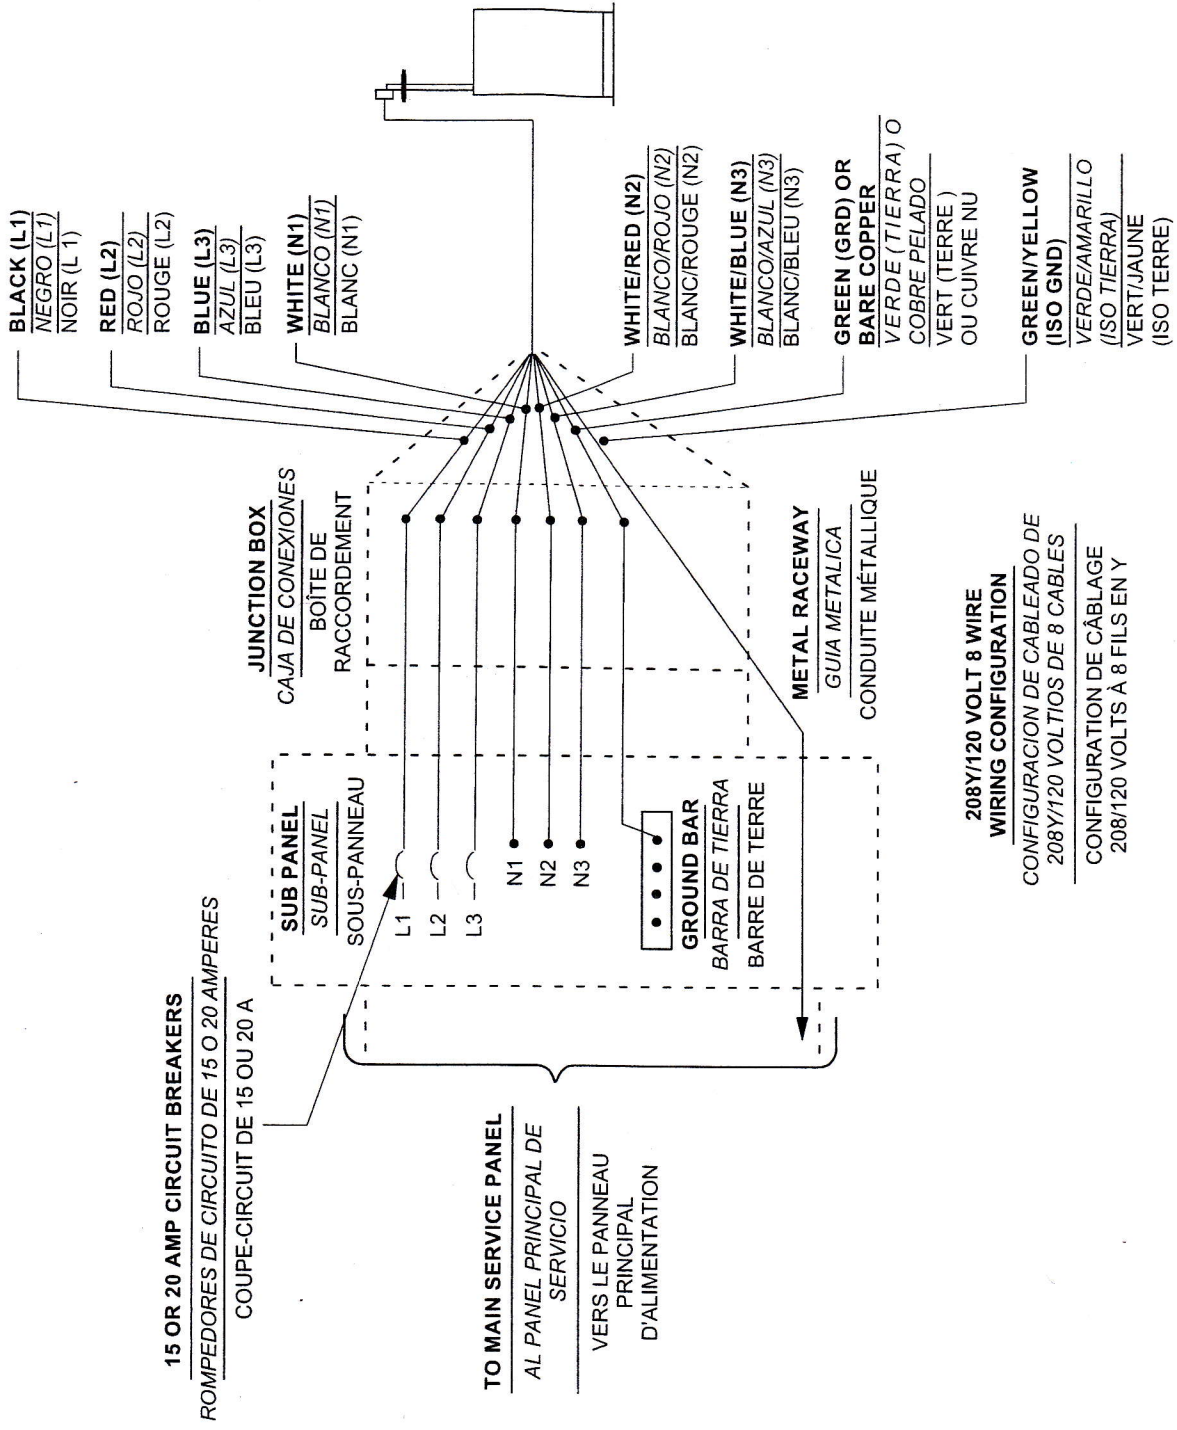 15 OR 20 AMP CIRCUIT BREAKERS
ROMPEDORES DE CIRCUITO DE 15 O 20 AMPERES
COUPE-CIRCUIT DE 15 OU 20 A
JUNCTION BOX
CAJA DE CONEXIONES
BOÎTE DE
RACCORDEMENT
BLACK (L1)
NEGRO (L1)
NOIR (L 1)
RED (L2)
ROJO (L2)
ROUGE (L2)
BLUE (L3)
AZUL (L3)
BLEU (L3)
WHITE (N1)
BLANCO (N1)
BLANC (N1)
SUB PANEL
SUB-PANEL
SOUS-PANNEAU
L1
L2
L3
N1
N2
N3
GROUND BAR
BARRA DE TIERRA
BARRE DE TERRE
TO MAIN SERVICE PANEL
AL PANEL PRINCIPAL DE
SERVICIO
VERS LE PANNEAU
PRINCIPAL
D'ALIMENTATION
METAL RACEWAY
GUIA METALICA
CONDUITE MÉTALLIQUE
WHITE/RED (N2)
BLANCO/ROJO (N2)
BLANC/ROUGE (N2)
WHITE/BLUE (N3)
BLANCO/AZUL (N3)
BLANC/BLEU (N3)
GREEN (GRD) OR
BARE COPPER
VERDE (TIERRA) O
COBRE PELADO
VERT (TERRE )
OU CUIVRE NU
GREEN/YELLOW
(ISO GND)
VERDE/AMARILLO
(ISO TIERRA)
VERT/JAUNE
(ISO TERRE)
208Y/120 VOLT 8 WIRE
WIRING CONFIGURATION
CONFIGURACION DE CABLEADO DE
208Y/120 VOLTIOS DE 8 CABLES
CONFIGURATION DE CÂBLAGE
208/120 VOLTS À 8 FILS EN Y